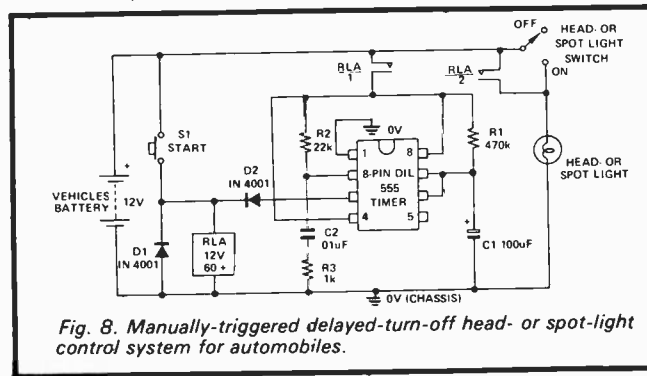 OFF
HEAD- OR
SPOT LIGHT
SWITCH
ON
RLA
1
RLA
2
S1
START
R2
22k
0V
1
8
R1
470k
8-PIN DIL
555
TIMER
4
5
D2
IN 4001
HEAD- OR
SPOT LIGHT
VEHICLES
BATTERY
12V
+
D1
IN 4001
RLA
12V
60 +
C2
01uF
R3
1k
+
C1 100uF
0V (CHASSIS)
Fig. 8. Manually-triggered delayed-turn-off head- or spot-light
control system for automobiles.